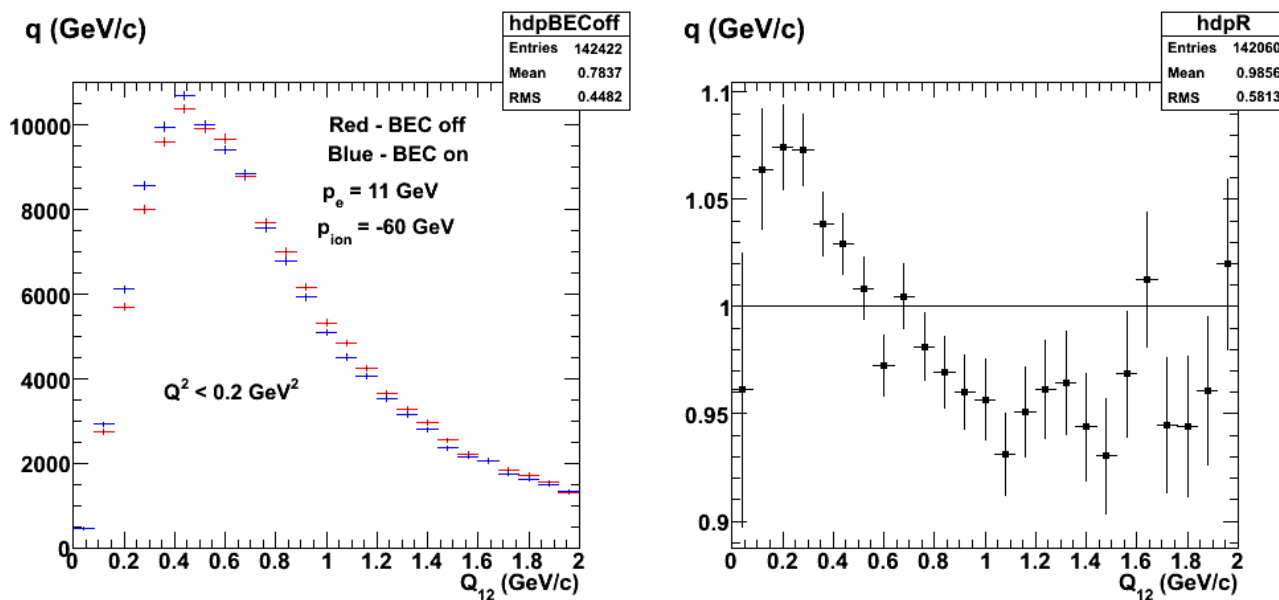 q (GeV/c)
hdpBECoff
Entries 142422
Mean 0.7837
RMS 0.4482
10000
8000
6000
4000
2000
0
Red - BEC off
Blue - BEC on
p_e = 11 GeV
p_ion = -60 GeV
Q^2 < 0.2 GeV^2
0 0.2 0.4 0.6 0.8 1 1.2 1.4 1.6 1.8 2
Q_12 (GeV/c)
q (GeV/c)
hdpR
Entries 142060
Mean 0.9856
RMS 0.5813
1.1
1.05
1
0.95
0.9
0 0.2 0.4 0.6 0.8 1 1.2 1.4 1.6 1.8 2
Q_12 (GeV/c)